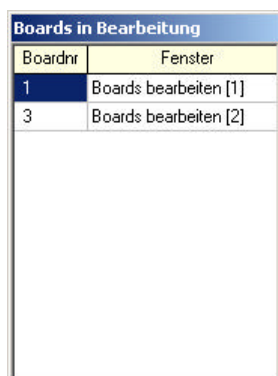 Boards in Bearbeitung
Boardnr Fenster
1 Boards bearbeiten [1]
3 Boards bearbeiten [2]